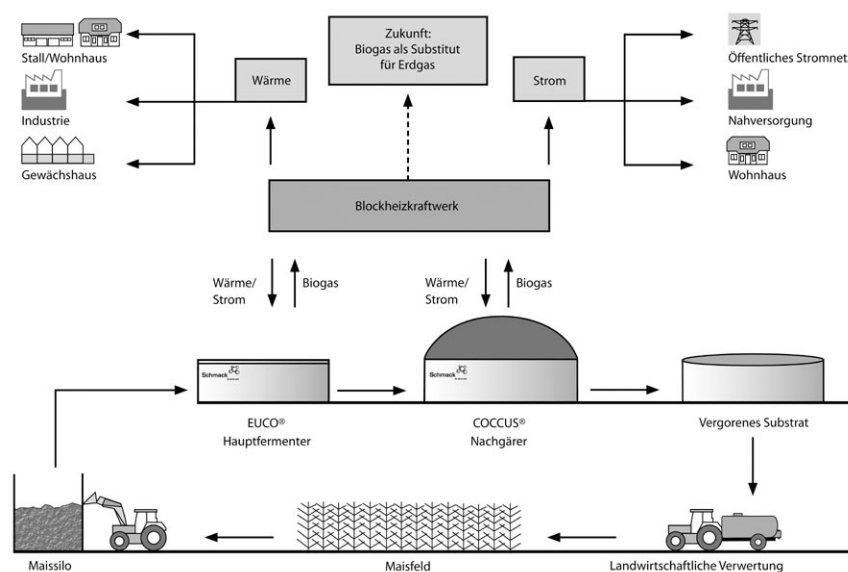 Zukunft:
Biogas als Substitut
für Erdgas
Stall/Wohnhaus
Wärme
Strom
Öffentliches Stromnet
Industrie
Nahversorgung
Gewächshaus
Wohnhaus
Blockheizkraftwerk
Wärme/
Strom
Biogas
Wärme/
Strom
Biogas
Schmack
Schmack
EUCO®
Hauptfermenter
COCCUS®
Nachgärer
Vergorenes Substrat
Maissilo
Maisfeld
Landwirtschaftliche Verwertung